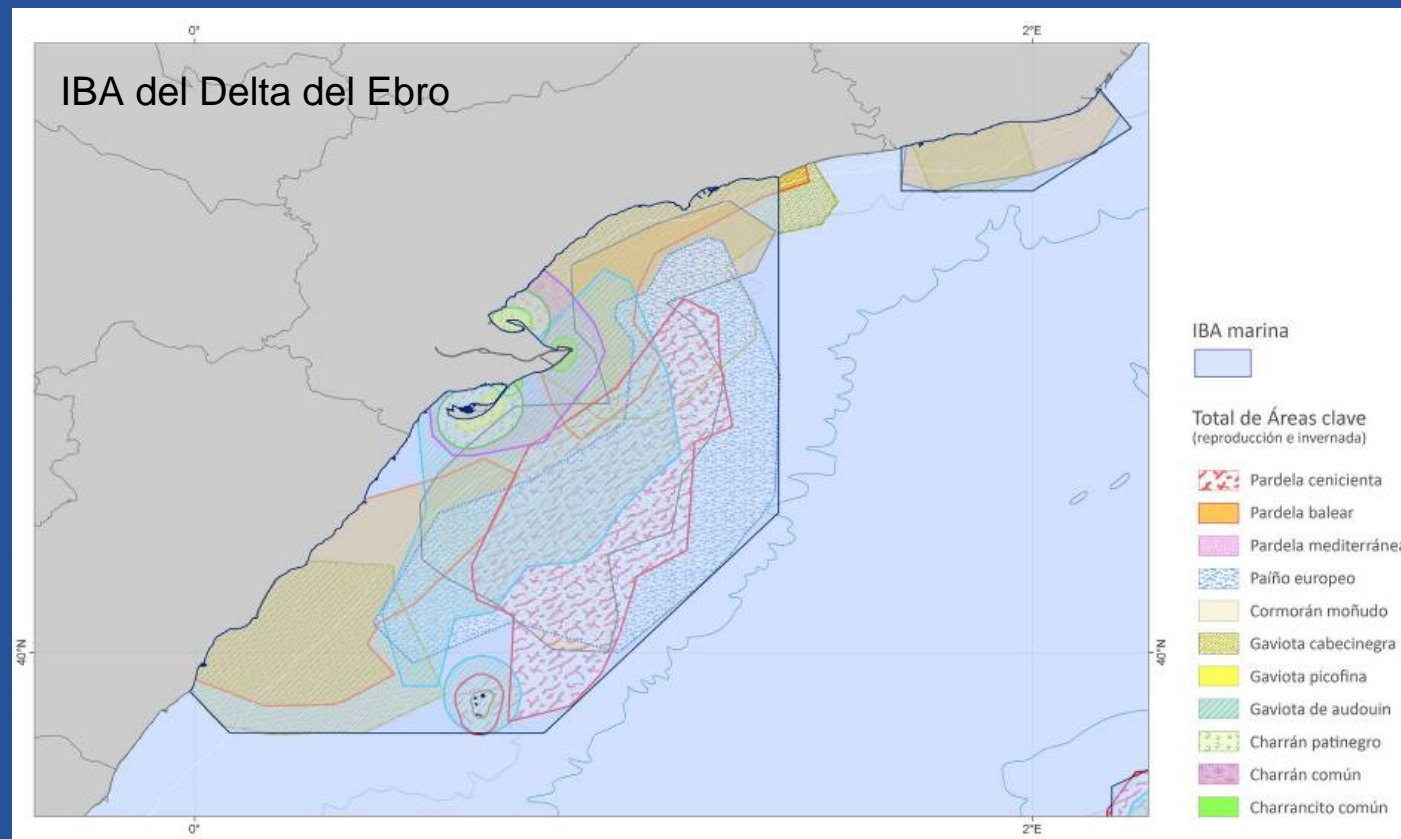 0° 2°E
IBA del Delta del Ebro
40°N 40°N
0° 2°E
IBA marina
Total de Áreas clave
(reproducción e invernada)
Pardela cenicienta
Pardela balear
Pardela mediterránea
Paíño europeo
Cormorán moñudo
Gaviota cabecinegra
Gaviota picofina
Gaviota de audouin
Charrán patinegro
Charrán común
Charrancito común